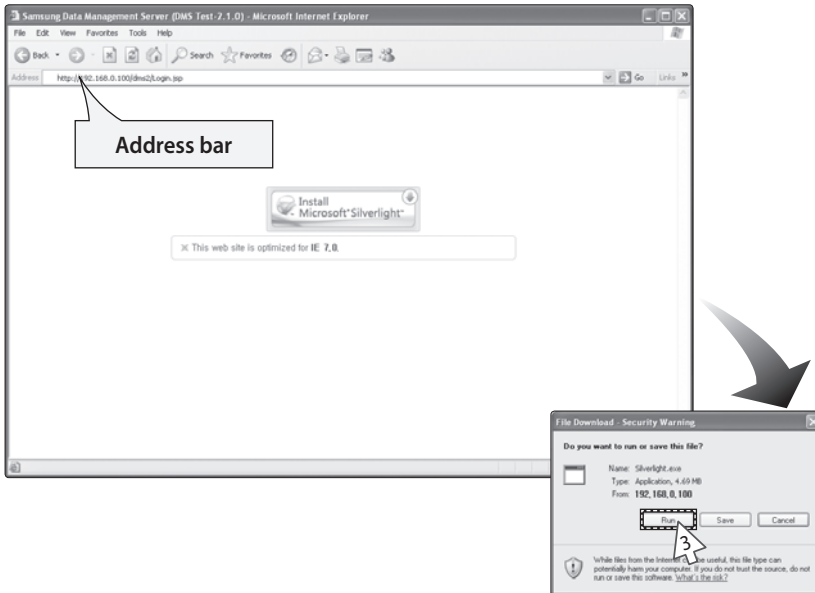 Samsung Data Management Server (DMS Test-2.1.0) - Microsoft Internet Explorer
File Edit View Favorites Tools Help
Back Search Favorites
Address http://192.168.0.100/dms2/Login.jsp Go Links »
Address bar
Install
Microsoft® Silverlight™
※ This web site is optimized for IE 7,0.
File Download - Security Warning
Do you want to run or save this file?
Name: Silverlight.exe
Type: Application, 4.69 MB
From: 192,168,0,100
Run Save Cancel
3
While files from the Internet can be useful, this file type can
potentially harm your computer. If you do not trust the source, do not
run or save this software. What's the risk?